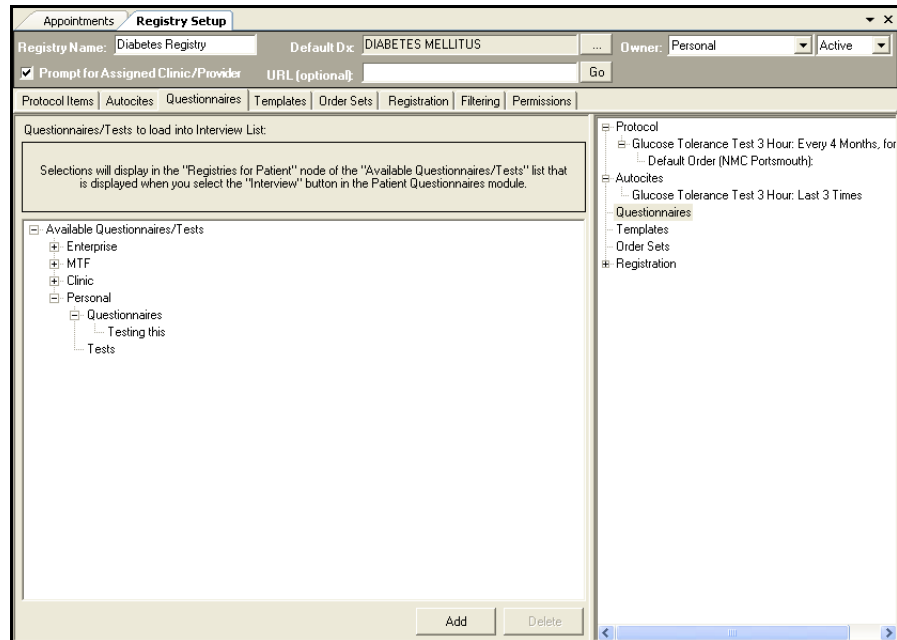 Appointments Registry Setup
Registry Name: Diabetes Registry Default Dx: DIABETES MELLITUS ... Owner: Personal Active
Prompt for Assigned Clinic/Provider URL (optional): Go
Protocol Items Autocites Questionnaires Templates Order Sets Registration Filtering Permissions
Questionnaires/Tests to load into Interview List:
Selections will display in the "Registries for Patient" node of the "Available Questionnaires/Tests" list that
is displayed when you select the "Interview" button in the Patient Questionnaires module.
Available Questionnaires/Tests
Enterprise
MTF
Clinic
Personal
Questionnaires
Testing this
Tests
Add Delete
Protocol
Glucose Tolerance Test 3 Hour: Every 4 Months, for
Default Order (NMC Portsmouth):
Autocites
Glucose Tolerance Test 3 Hour: Last 3 Times
Questionnaires
Templates
Order Sets
Registration